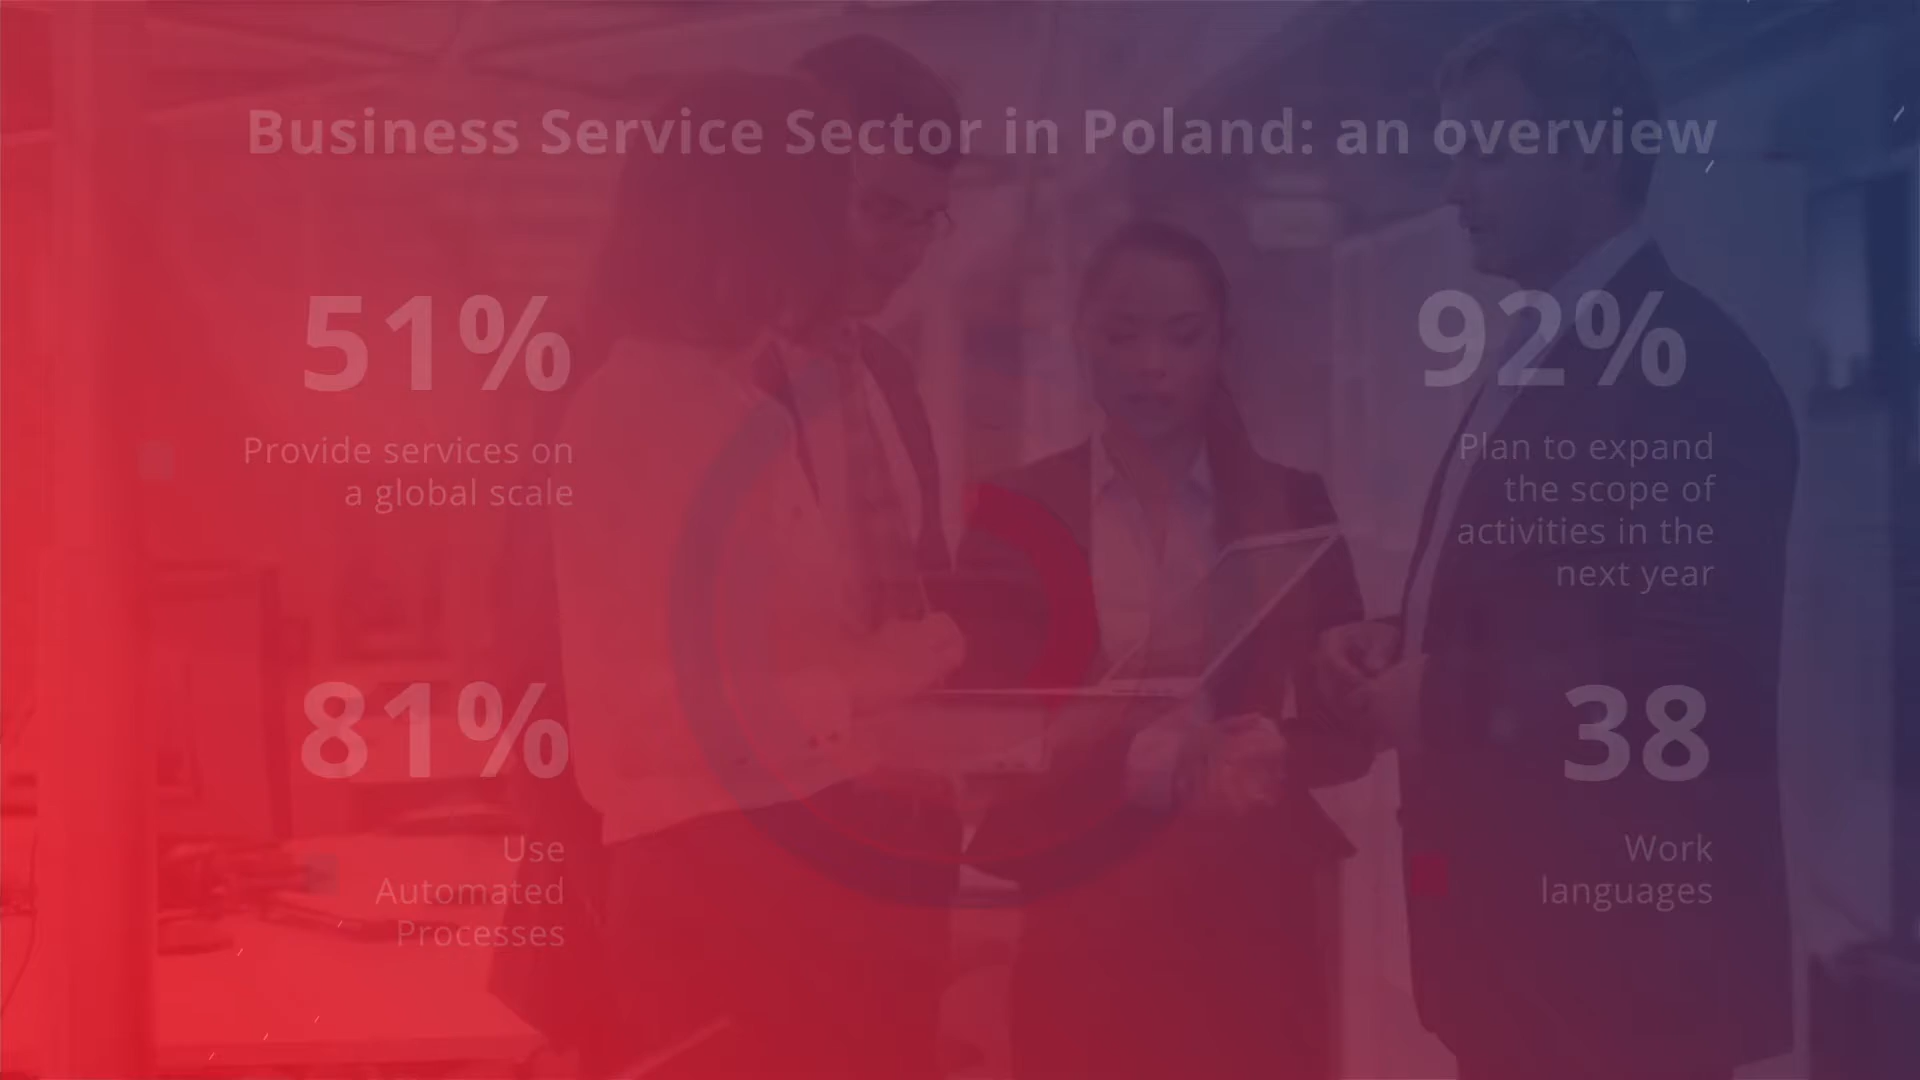 Business Service Sector in Poland: an overview
51%
Provide services on
a global scale
92%
Plan to expand
the scope of
activities in the
next year
81%
Use
Automated
Processes
38
Work
languages